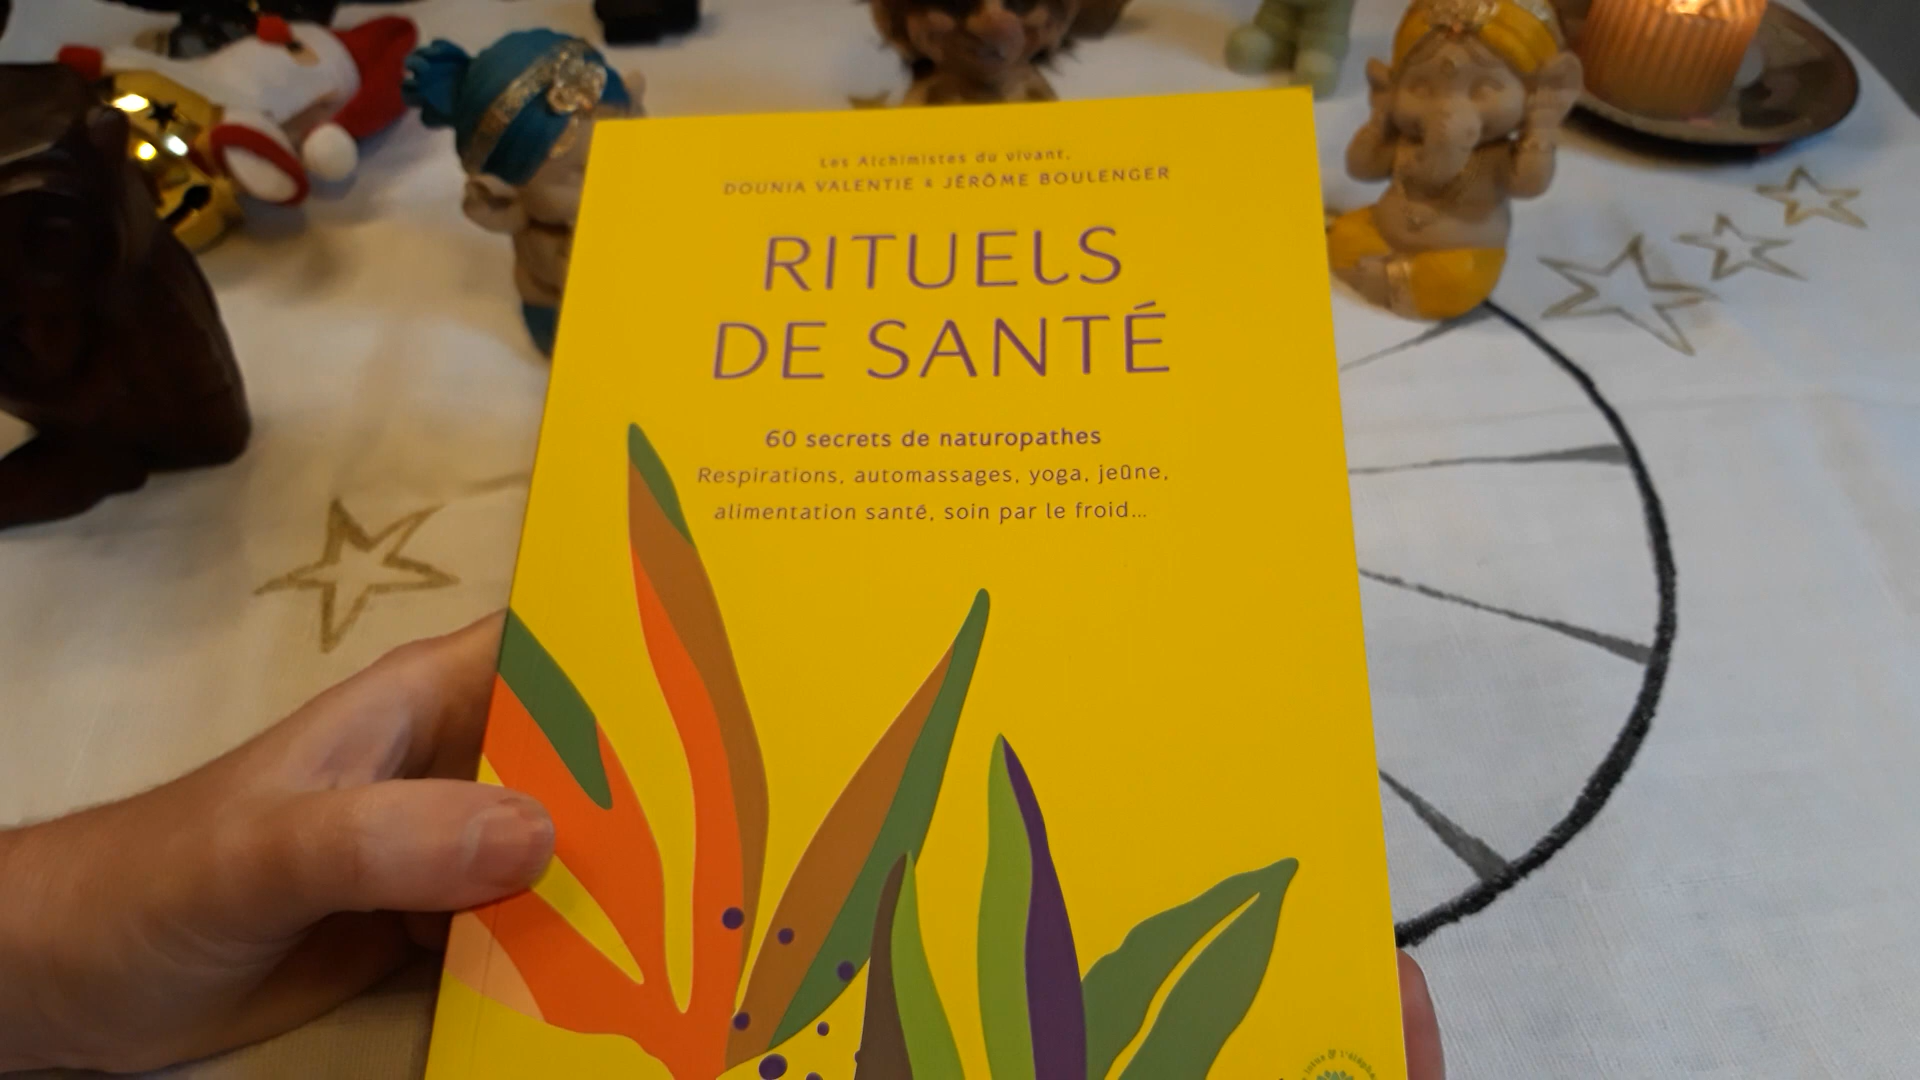 Les Alchimistes du vivant,
DOUNIA VALENTIE & JÉRÔME BOULENGER
RITUELS
DE SANTÉ
60 secrets de naturopathes
Respirations, automassages, yoga, jeûne,
alimentation santé, soin par le froid...